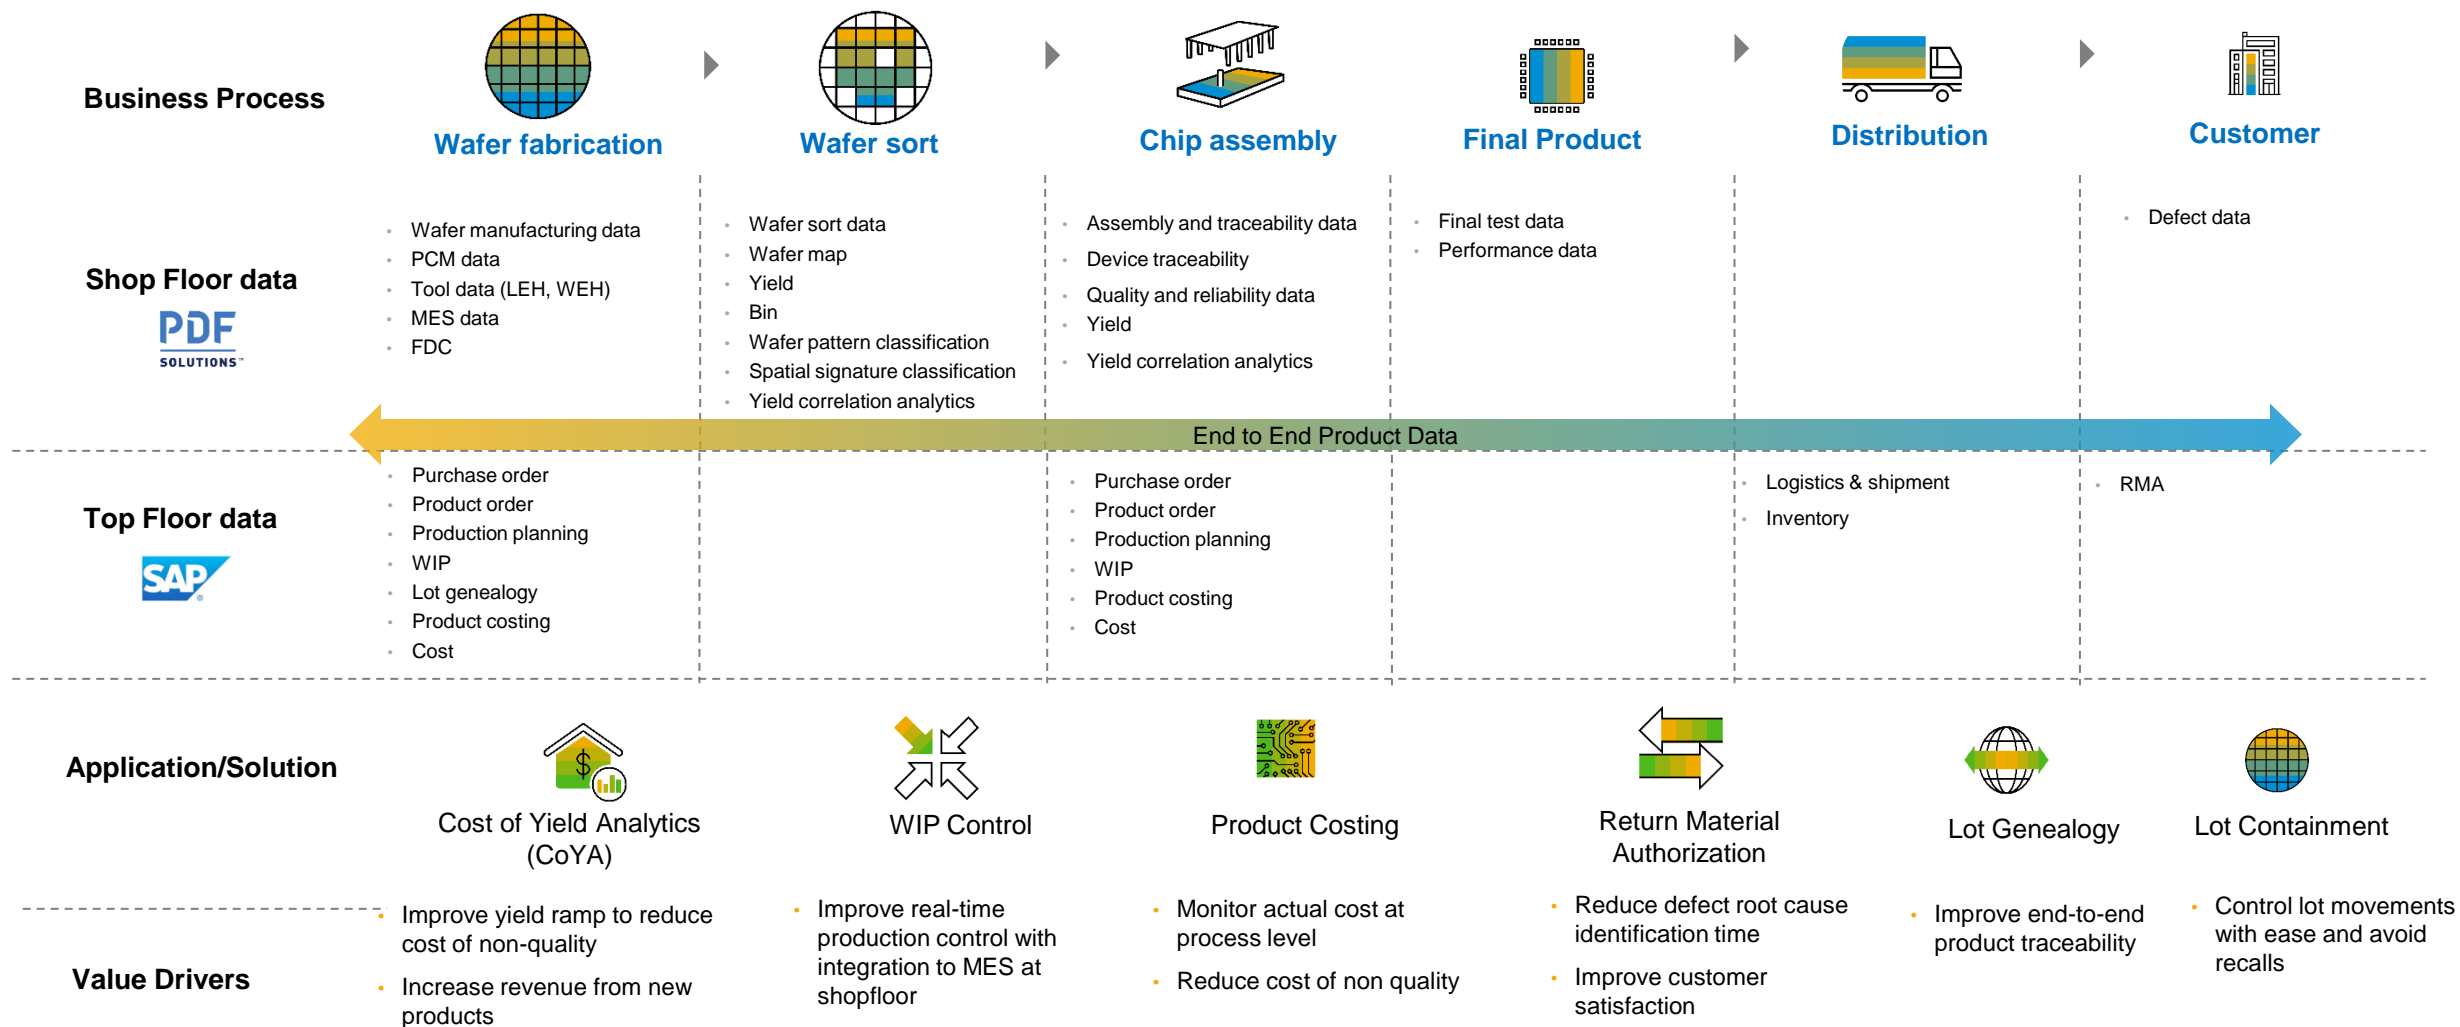 Business Process
Wafer fabrication
Wafer sort
Chip assembly
Final Product
Distribution
Customer
Shop Floor data
PDF
SOLUTIONS™
Wafer manufacturing data
PCM data
Tool data (LEH, WEH)
MES data
FDC
Wafer sort data
Wafer map
Yield
Bin
Wafer pattern classification
Spatial signature classification
Yield correlation analytics
Assembly and traceability data
Device traceability
Quality and reliability data
Yield
Yield correlation analytics
Final test data
Performance data
Defect data
End to End Product Data
Top Floor data
SAP®
Purchase order
Product order
Production planning
WIP
Lot genealogy
Product costing
Cost
Purchase order
Product order
Production planning
WIP
Product costing
Cost
Logistics & shipment
Inventory
RMA
Application/Solution
$
Cost of Yield Analytics
(CoYA)
WIP Control
Product Costing
Return Material
Authorization
Lot Genealogy
Lot Containment
Value Drivers
Improve yield ramp to reduce
cost of non-quality
Increase revenue from new
products
Improve real-time
production control with
integration to MES at
shopfloor
Monitor actual cost at
process level
Reduce cost of non quality
Reduce defect root cause
identification time
Improve customer
satisfaction
Improve end-to-end
product traceability
Control lot movements
with ease and avoid
recalls